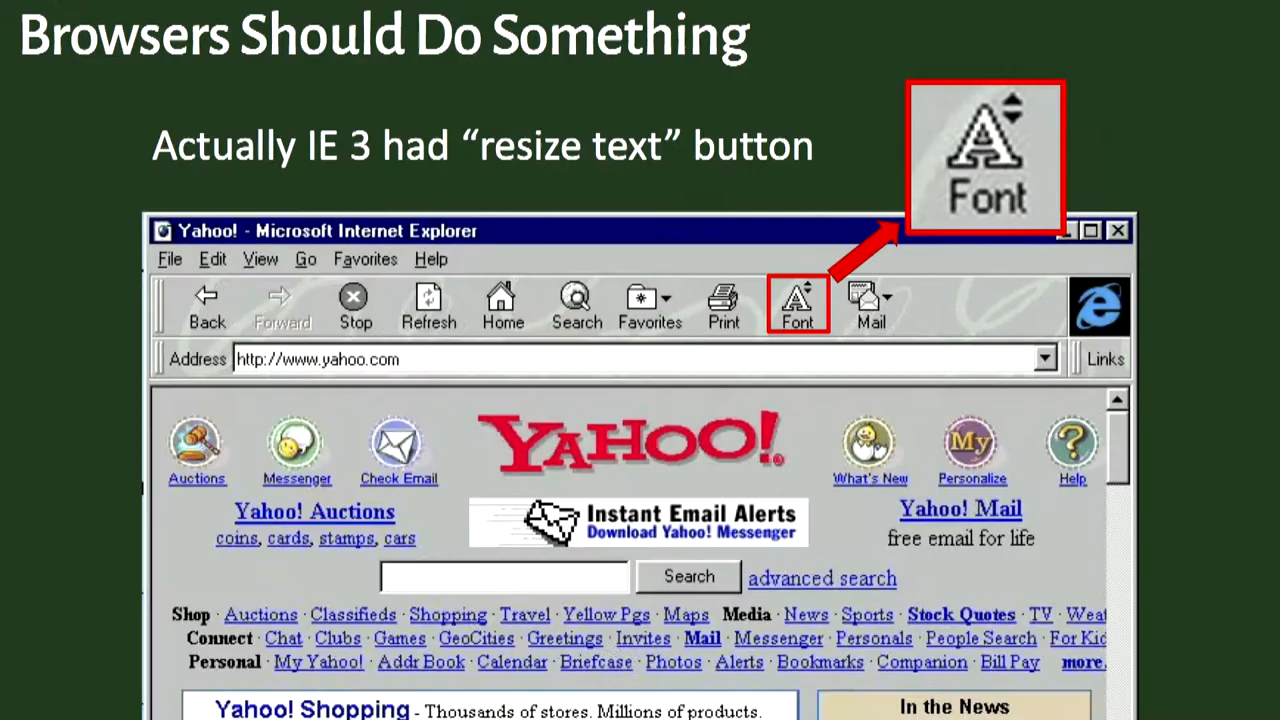 Browsers Should Do Something
Actually IE 3 had “resize text” button
Font
Yahoo! - Microsoft Internet Explorer
File Edit View Go Favorites Help
Back Forward Stop Refresh Home Search Favorites Print Font Mail
Address http://www.yahoo.com Links
YAHOO!
Auctions Messenger Check Email What's New My Personalize Help
Yahoo! Auctions Instant Email Alerts Yahoo! Mail
coins, cards, stamps, cars Download Yahoo! Messenger free email for life
Search advanced search
Shop · Auctions · Classifieds · Shopping · Travel · Yellow Pgs · Maps Media · News · Sports · Stock Quotes · TV · Weat
Connect · Chat · Clubs · Games · GeoCities · Greetings · Invites · Mail · Messenger · Personals · People Search · For Kid
Personal · My Yahoo! · Addr Book · Calendar · Briefcase · Photos · Alerts · Bookmarks · Companion · Bill Pay more.
Yahoo! Shopping - Thousands of stores. Millions of products. In the News